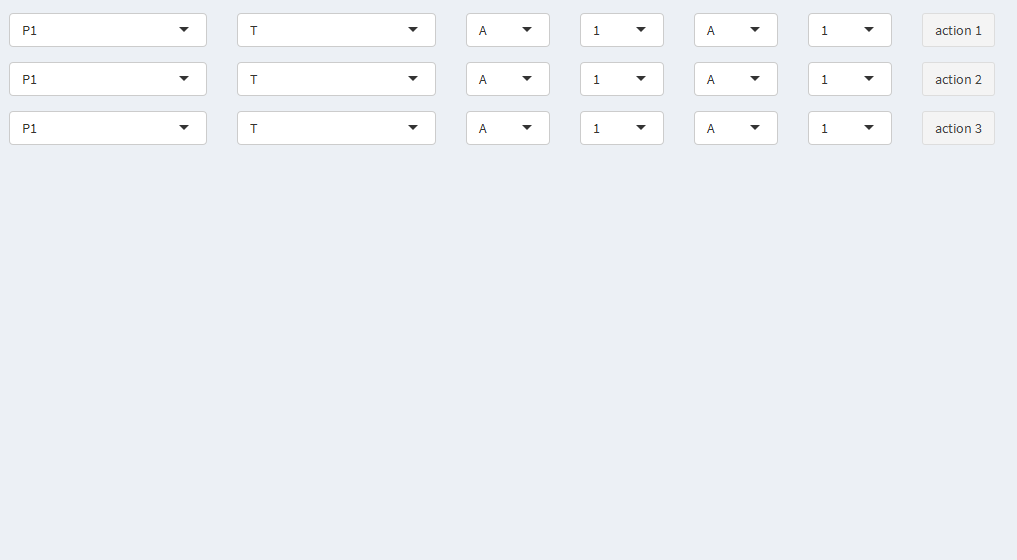 P1 T A 1 A 1 action 1
P1 T A 1 A 1 action 2
P1 T A 1 A 1 action 3